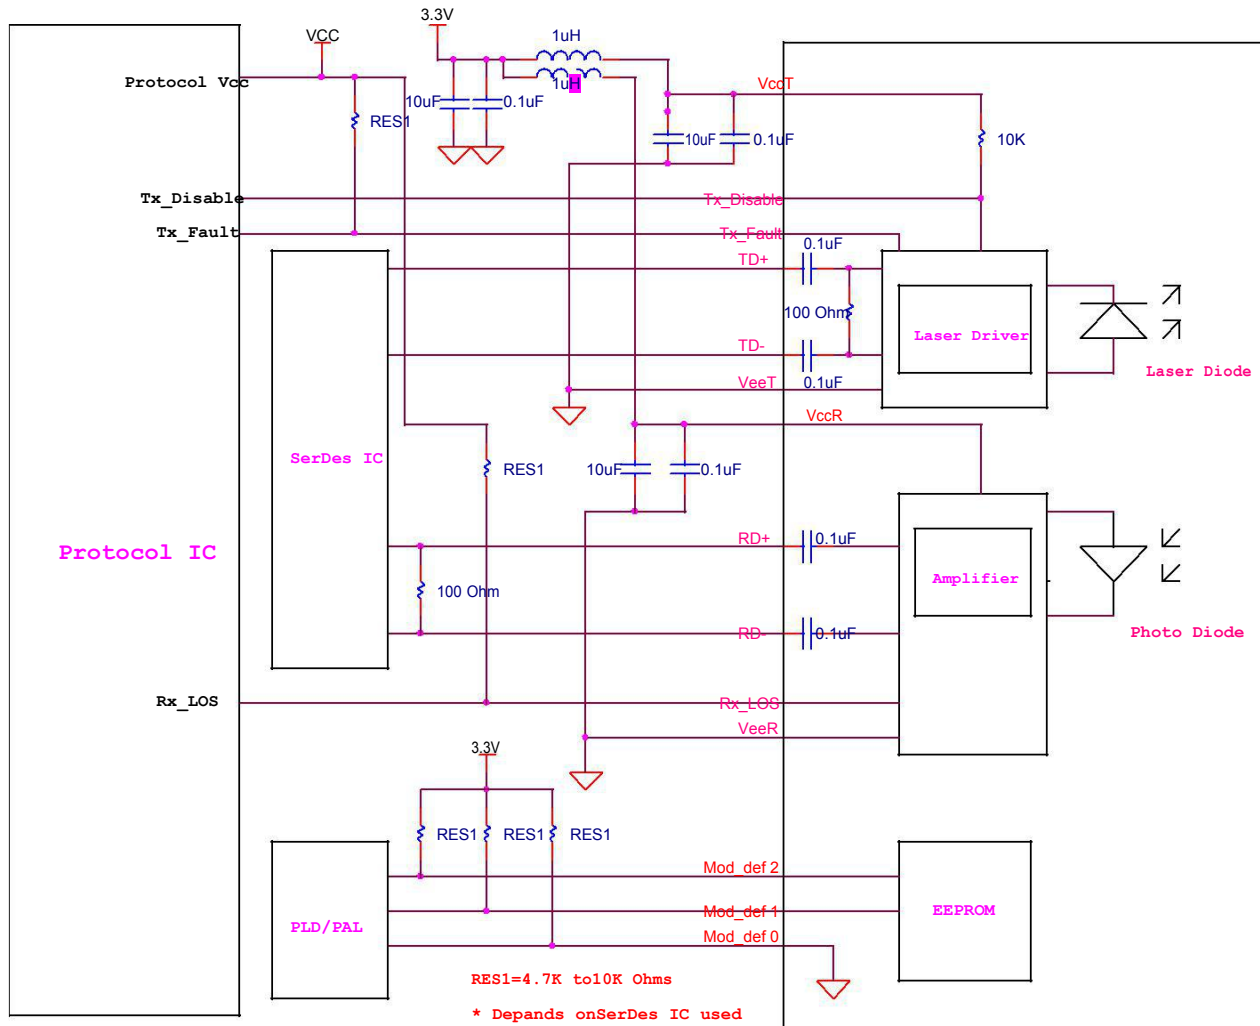 3.3V
VCC
1uH
Protocol Vcc
1uH
VccT
10uF
0.1uF
RES1
10uF
0.1uF
10K
Tx_Disable
Tx_Disable
Tx_Fault
Tx_Fault
0.1uF
TD+
100 Ohm
Laser Driver
TD-
Laser Diode
VeeT
0.1uF
VccR
SerDes IC
RES1
10uF
0.1uF
RD+
0.1uF
Protocol IC
Amplifier
100 Ohm
RD-
0.1uF
Photo Diode
Rx_LOS
Rx_LOS
VeeR
3.3V
RES1
RES1
RES1
Mod_def 2
Mod_def 1
EEPROM
PLD/PAL
Mod_def 0
RES1=4.7K to10K Ohms
* Depands onSerDes IC used